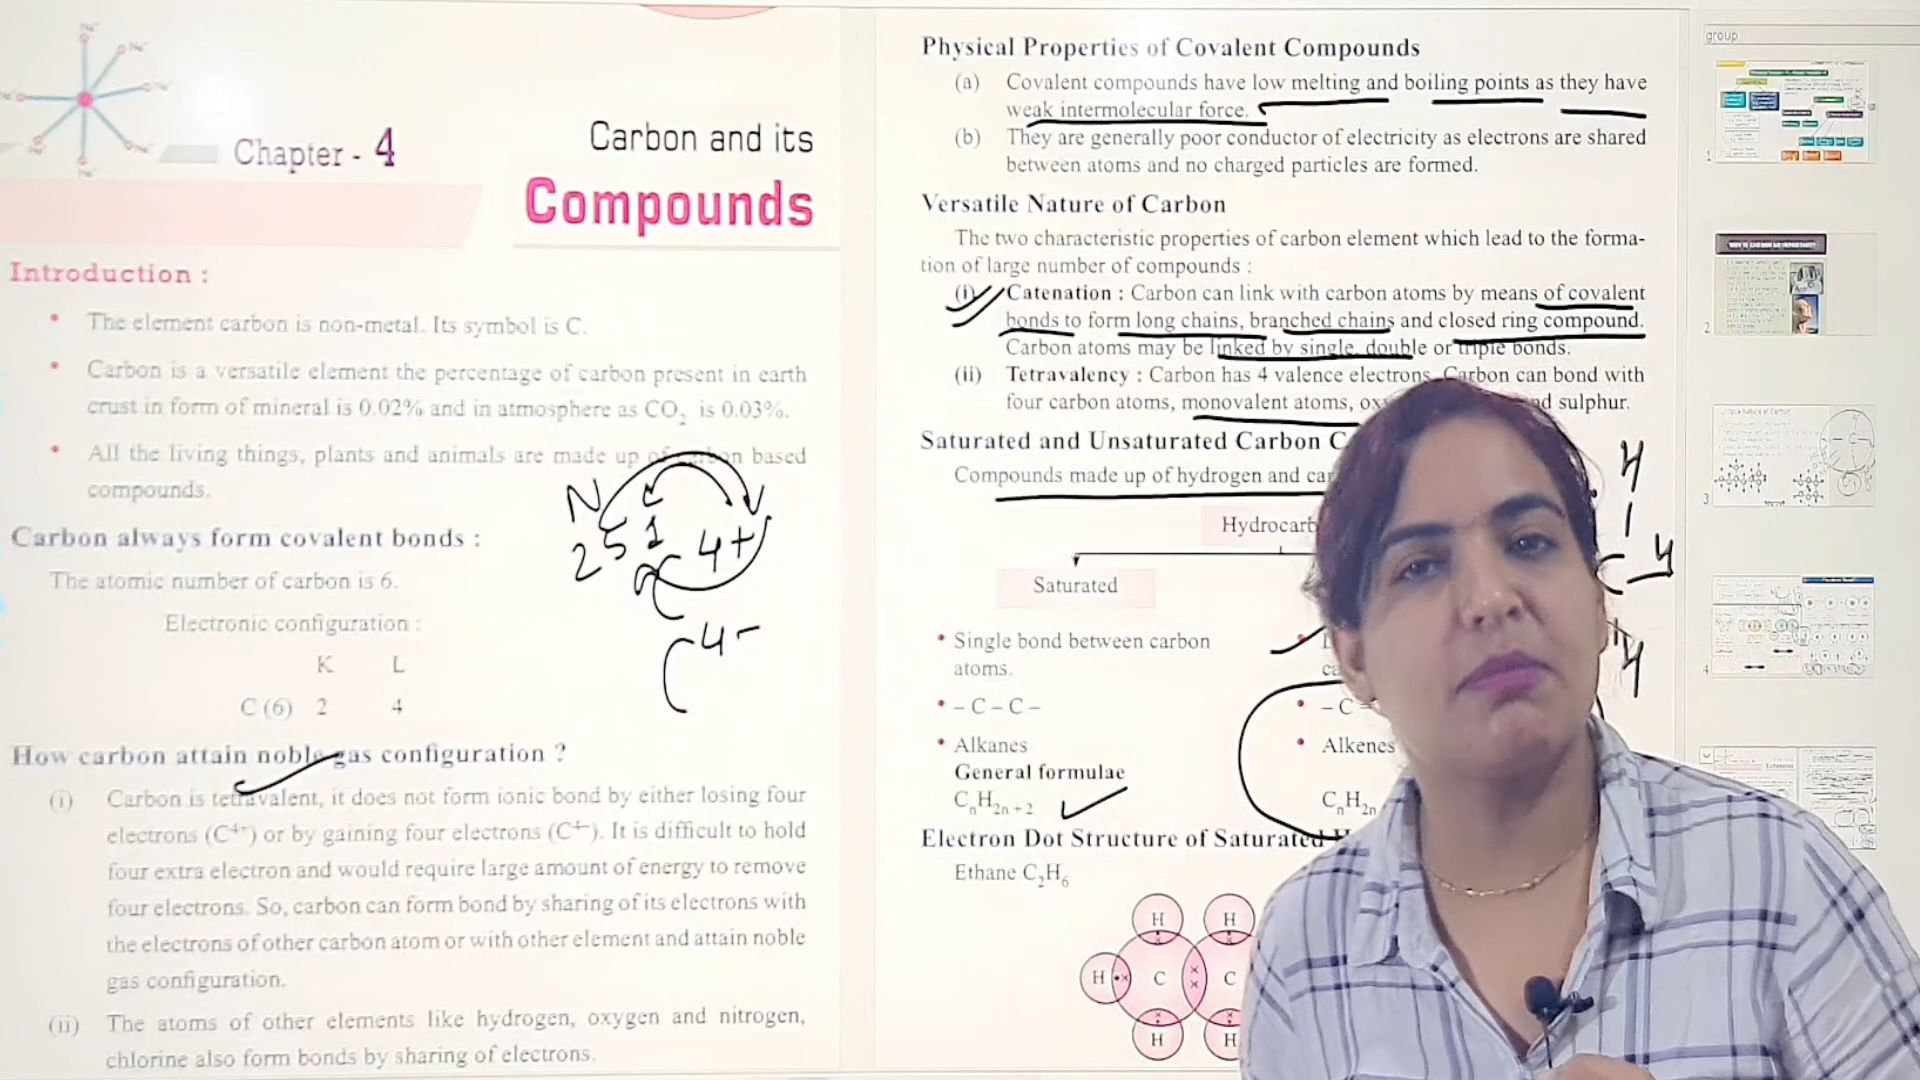 Chapter - 4
Carbon and its
Compounds
Introduction :
• The element carbon is non-metal. Its symbol is C.
• Carbon is a versatile element the percentage of carbon present in earth
crust in form of mineral is 0.02% and in atmosphere as CO₂ is 0.03%.
• All the living things, plants and animals are made up of carbon based
compounds.
Carbon always form covalent bonds :
The atomic number of carbon is 6.
Electronic configuration :
K L
C (6) 2 4
N
2 5 1
C 4+
C 4-
How carbon attain noble gas configuration ?
(i) Carbon is tetravalent, it does not form ionic bond by either losing four
electrons (C⁴⁺) or by gaining four electrons (C⁴⁻). It is difficult to hold
four extra electron and would require large amount of energy to remove
four electrons. So, carbon can form bond by sharing of its electrons with
the electrons of other carbon atom or with other element and attain noble
gas configuration.
(ii) The atoms of other elements like hydrogen, oxygen and nitrogen,
chlorine also form bonds by sharing of electrons.
Physical Properties of Covalent Compounds
(a) Covalent compounds have low melting and boiling points as they have
weak intermolecular force.
(b) They are generally poor conductor of electricity as electrons are shared
between atoms and no charged particles are formed.
Versatile Nature of Carbon
The two characteristic properties of carbon element which lead to the forma-
tion of large number of compounds :
(i) Catenation : Carbon can link with carbon atoms by means of covalent
bonds to form long chains, branched chains and closed ring compound.
Carbon atoms may be linked by single, double or triple bonds.
(ii) Tetravalency : Carbon has 4 valence electrons. Carbon can bond with
four carbon atoms, monovalent atoms, sulphur.
Saturated and Unsaturated Carbon
Compounds made up of hydrogen and
H
C H
H
Saturated
• Single bond between carbon
atoms.
• – C – C –
• Alkanes
General formulae
CₙH₂ₙ₊₂
• – C =
• Alkenes
CₙH₂ₙ
Electron Dot Structure of Saturated
Ethane C₂H₆
H H
H C C
H H
group
1
2
3
4